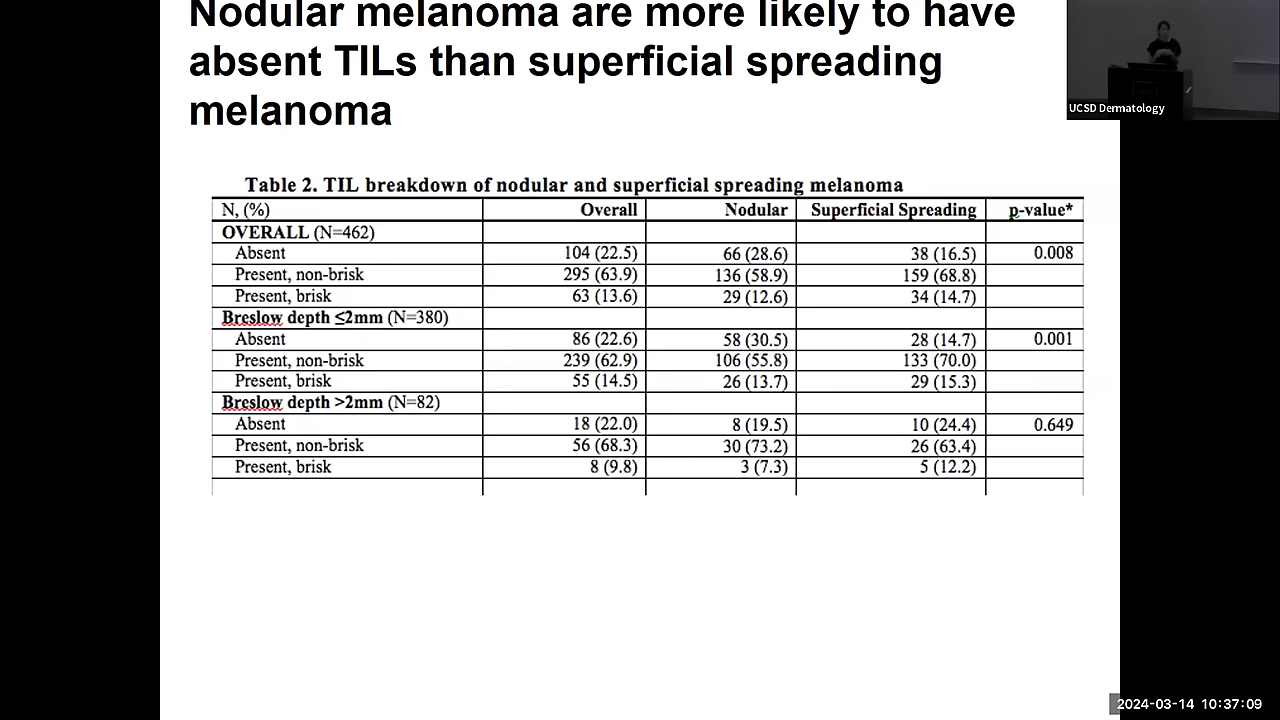 Nodular melanoma are more likely to have
absent TILs than superficial spreading
melanoma
UCSD Dermatology
Table 2. TIL breakdown of nodular and superficial spreading melanoma
N, (%) Overall Nodular Superficial Spreading p-value*
OVERALL (N=462)
Absent 104 (22.5) 66 (28.6) 38 (16.5) 0.008
Present, non-brisk 295 (63.9) 136 (58.9) 159 (68.8)
Present, brisk 63 (13.6) 29 (12.6) 34 (14.7)
Breslow depth ≤2mm (N=380)
Absent 86 (22.6) 58 (30.5) 28 (14.7) 0.001
Present, non-brisk 239 (62.9) 106 (55.8) 133 (70.0)
Present, brisk 55 (14.5) 26 (13.7) 29 (15.3)
Breslow depth >2mm (N=82)
Absent 18 (22.0) 8 (19.5) 10 (24.4) 0.649
Present, non-brisk 56 (68.3) 30 (73.2) 26 (63.4)
Present, brisk 8 (9.8) 3 (7.3) 5 (12.2)
2024-03-14 10:37:09